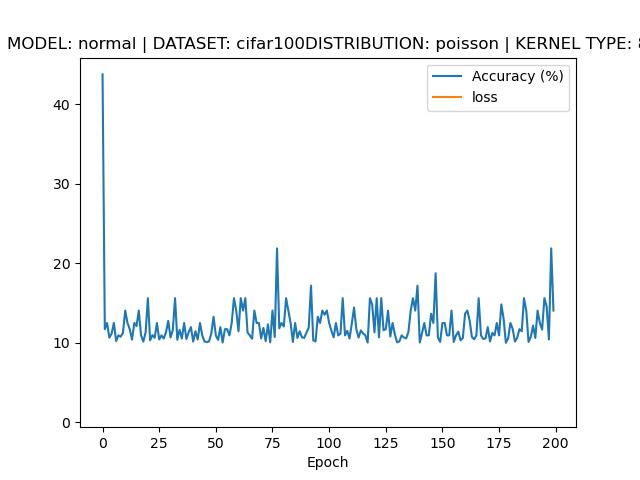 MODEL: normal | DATASET: cifar100DISTRIBUTION: poisson | KERNEL TYPE:
Accuracy (%)
loss
40
30
20
10
0
0 25 50 75 100 125 150 175 200
Epoch